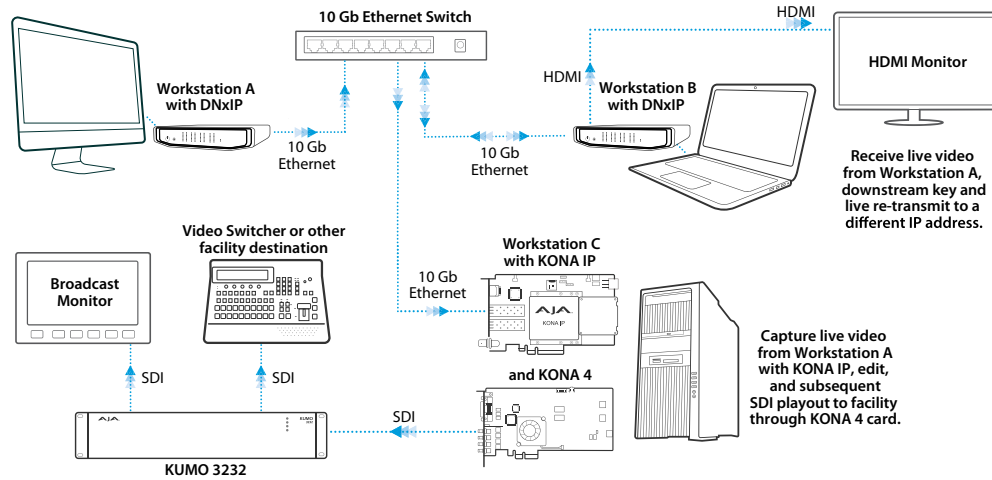 10 Gb Ethernet Switch
HDMI
HDMI Monitor
HDMI
Workstation A
with DNxIP
Workstation B
with DNxIP
10 Gb
Ethernet
10 Gb
Ethernet
Receive live video
from Workstation A,
downstream key and
live re-transmit to a
different IP address.
Video Switcher or other
facility destination
Workstation C
with KONA IP
Broadcast
Monitor
10 Gb
Ethernet
AJA
KONA IP
Capture live video
from Workstation A
with KONA IP, edit,
and subsequent
SDI playout to facility
through KONA 4 card.
and KONA 4
SDI
SDI
SDI
AJA
KUMO
3232
KUMO 3232